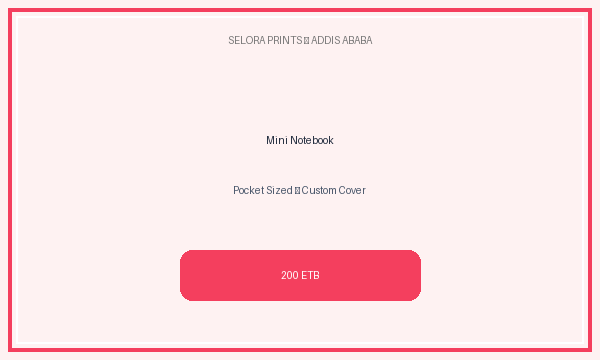 SELORA PRINTS ▯ ADDIS ABABA
Mini Notebook
Pocket Sized ▯ Custom Cover
200 ETB